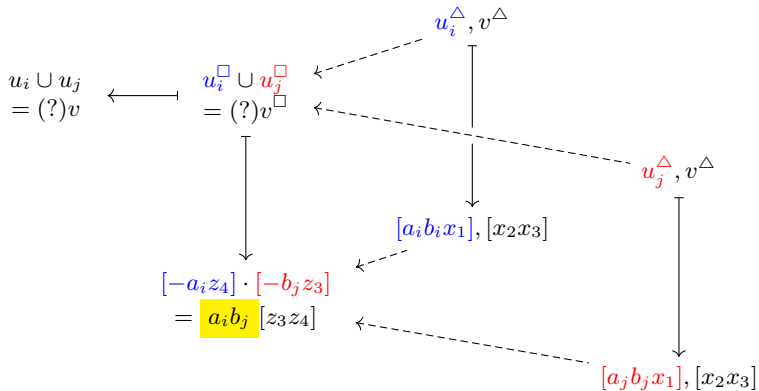 u_i^△, v^△
u_i ∪ u_j
= (?)v
u_i^□ ∪ u_j^□
= (?)v^□
u_j^△, v^△
[a_i b_i x_1], [x_2 x_3]
[-a_i z_4] · [-b_j z_3]
= a_i b_j [z_3 z_4]
[a_j b_j x_1], [x_2 x_3]